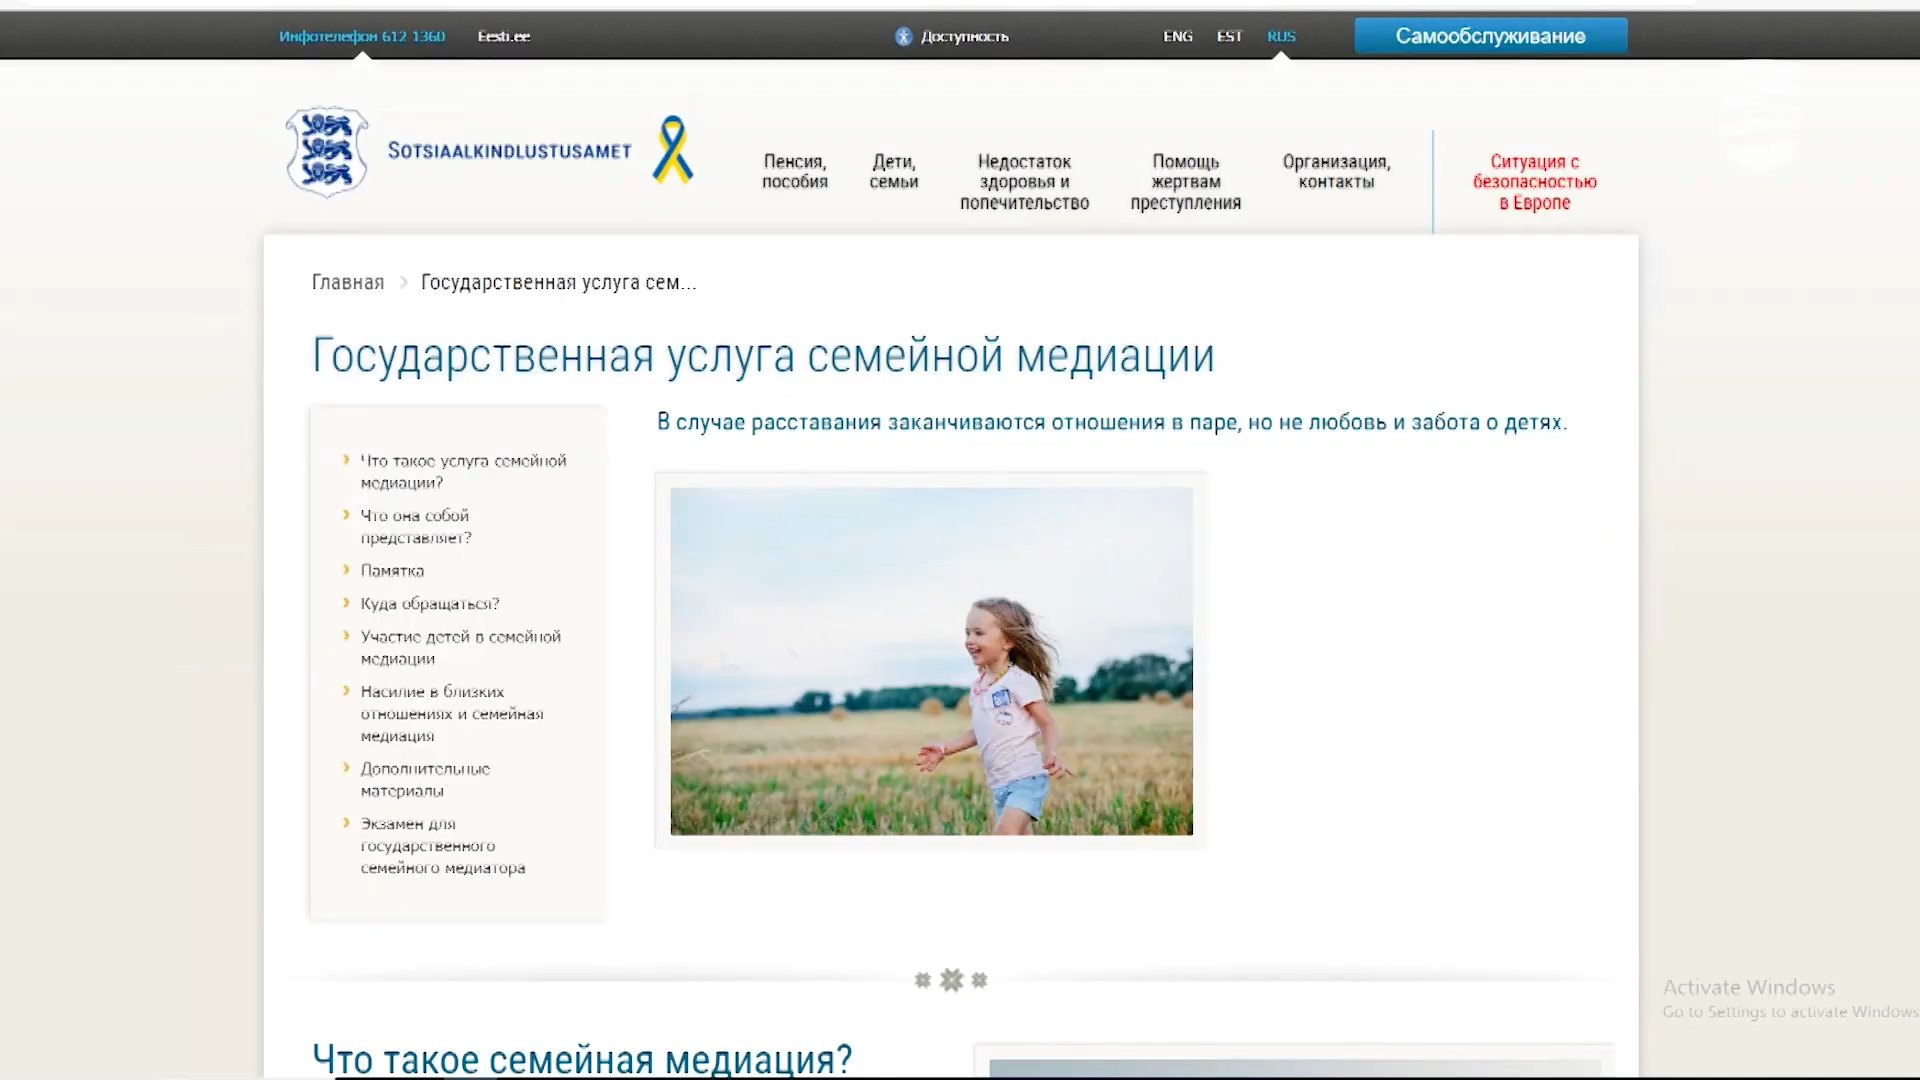 Инфотелефон 612 1360 Eesti.ee Доступность ENG EST RUS Самообслуживание
SOTSIAALKINDLUSTUSAMET
Пенсия,
пособия
Дети,
семьи
Недостаток
здоровья и
попечительство
Помощь
жертвам
преступления
Организация,
контакты
Ситуация с
безопасностью
в Европе
Главная Государственная услуга сем...
Государственная услуга семейной медиации
Что такое услуга семейной
медиации?
Что она собой
представляет?
Памятка
Куда обращаться?
Участие детей в семейной
медиации
Насилие в близких
отношениях и семейная
медиация
Дополнительные
материалы
Экзамен для
государственного
семейного медиатора
В случае расставания заканчиваются отношения в паре, но не любовь и забота о детях.
Что такое семейная медиация?
Activate Windows
Go to Settings to activate Windows